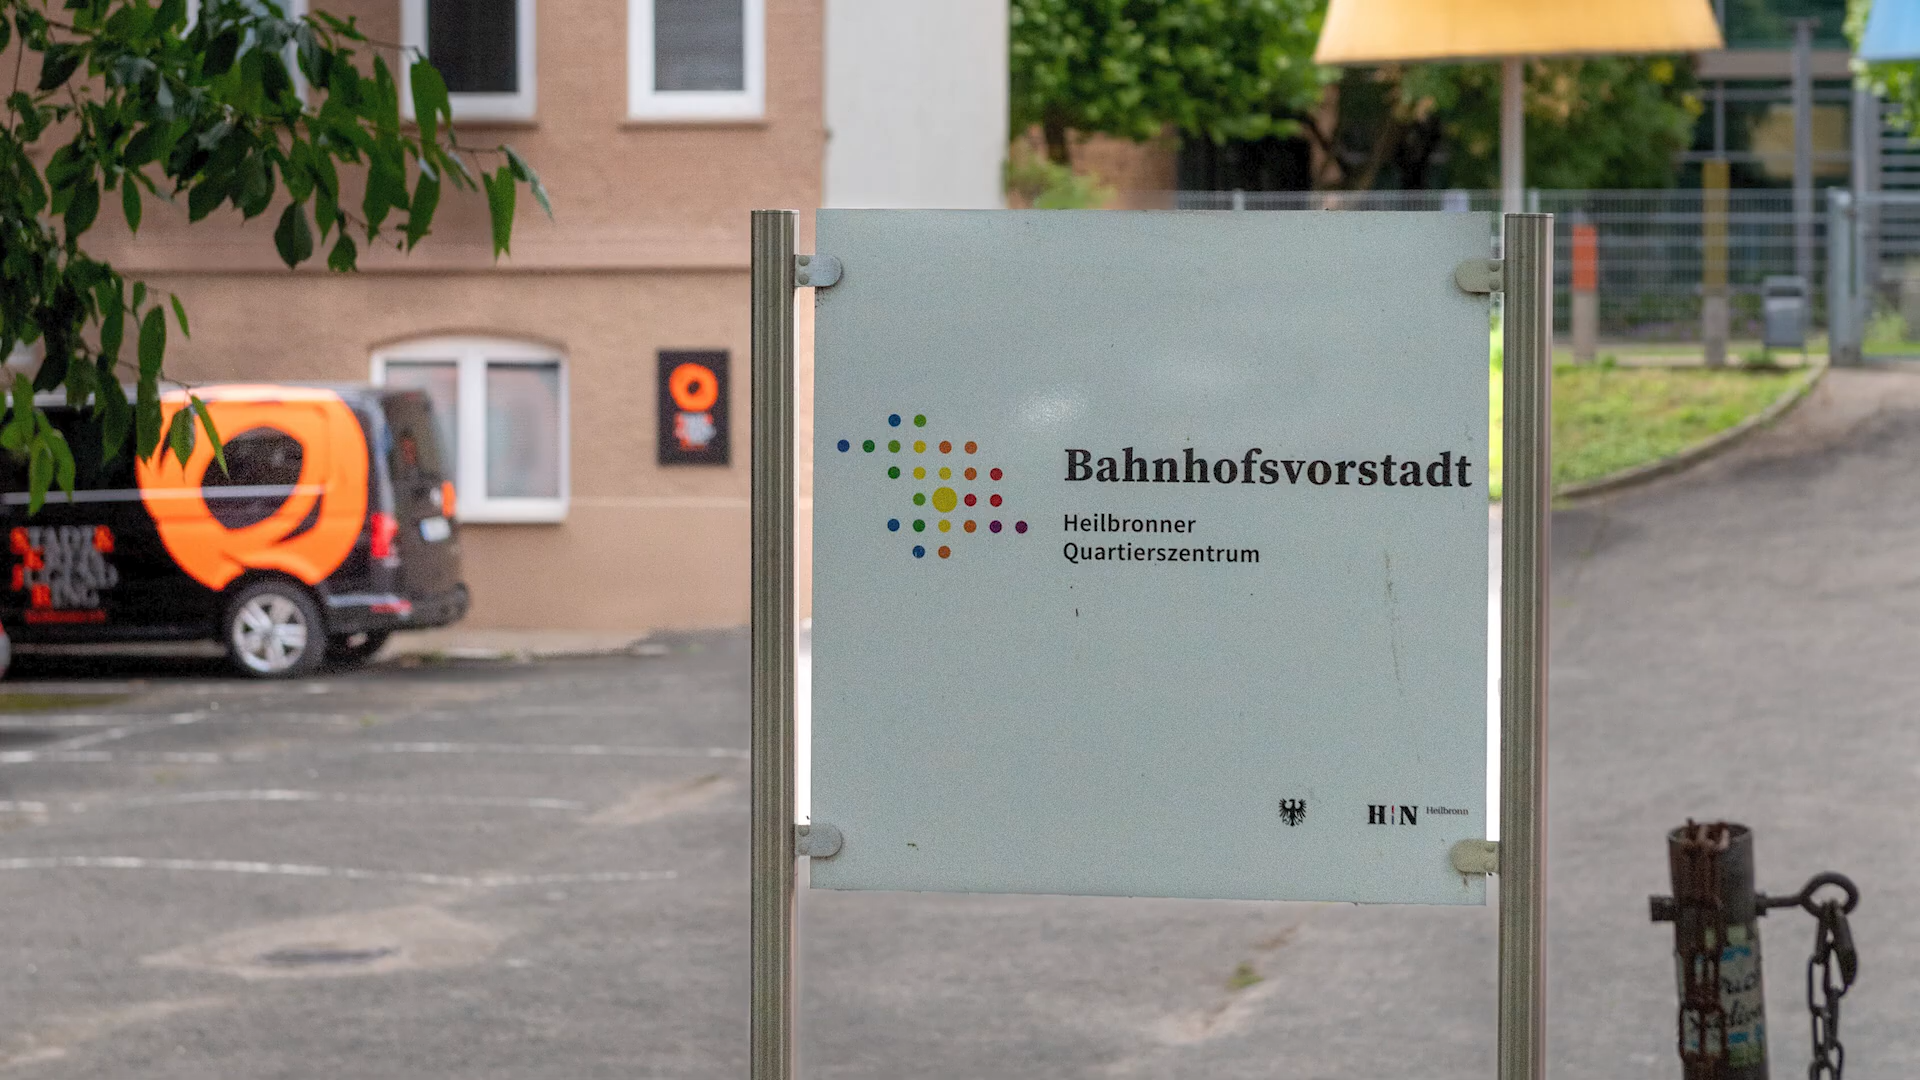 Bahnhofsvorstadt
Heilbronner
Quartierszentrum
H|N Heilbronn